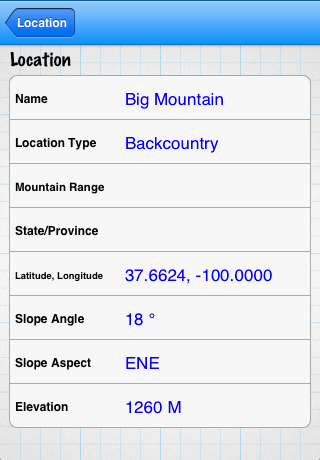 Location
Location
Name Big Mountain
Location Type Backcountry
Mountain Range
State/Province
Latitude, Longitude 37.6624, -100.0000
Slope Angle 18 °
Slope Aspect ENE
Elevation 1260 M